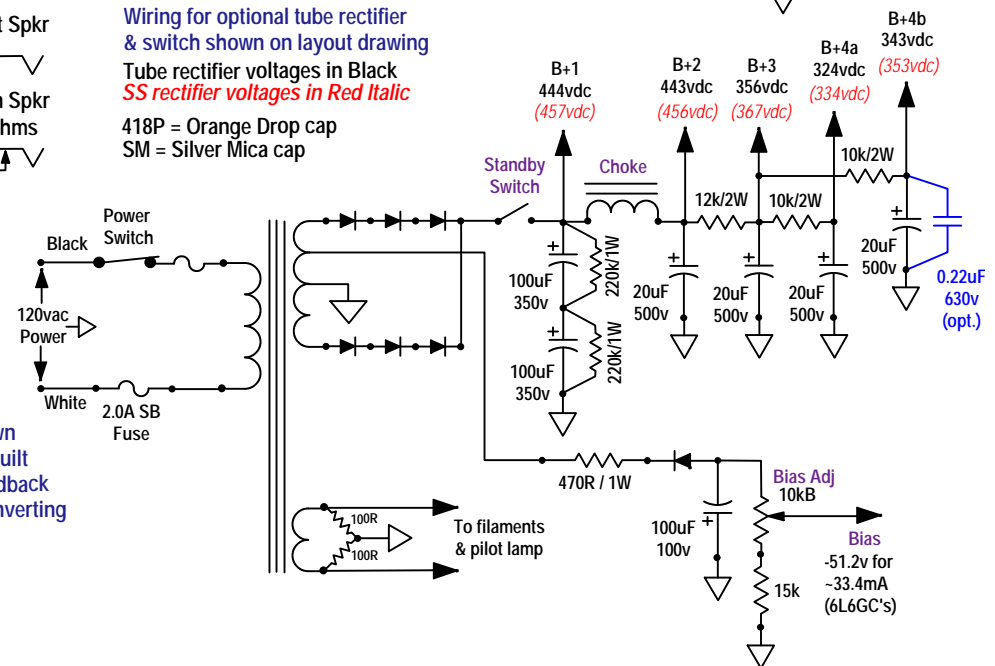 t Spkr
Spkr
hms
Wiring for optional tube rectifier
& switch shown on layout drawing
Tube rectifier voltages in Black
SS rectifier voltages in Red Italic
418P = Orange Drop cap
SM = Silver Mica cap
B+1
444vdc
(457vdc)
B+2
443vdc
(456vdc)
B+3
356vdc
(367vdc)
B+4a
324vdc
(334vdc)
B+4b
343vdc
(353vdc)
Standby
Switch
Choke
12k/2W
10k/2W
10k/2W
Power
Switch
Black
120vac
Power
White
2.0A SB
Fuse
+
100uF
350v
220k/1W
+
100uF
350v
220k/1W
+
20uF
500v
+
20uF
500v
+
20uF
500v
+
20uF
500v
0.22uF
630v
(opt.)
wn
uilt
dback
nverting
470R / 1W
100uF
+
100v
Bias Adj
10kB
Bias
-51.2v for
~33.4mA
(6L6GC's)
15k
100R
100R
To filaments
& pilot lamp